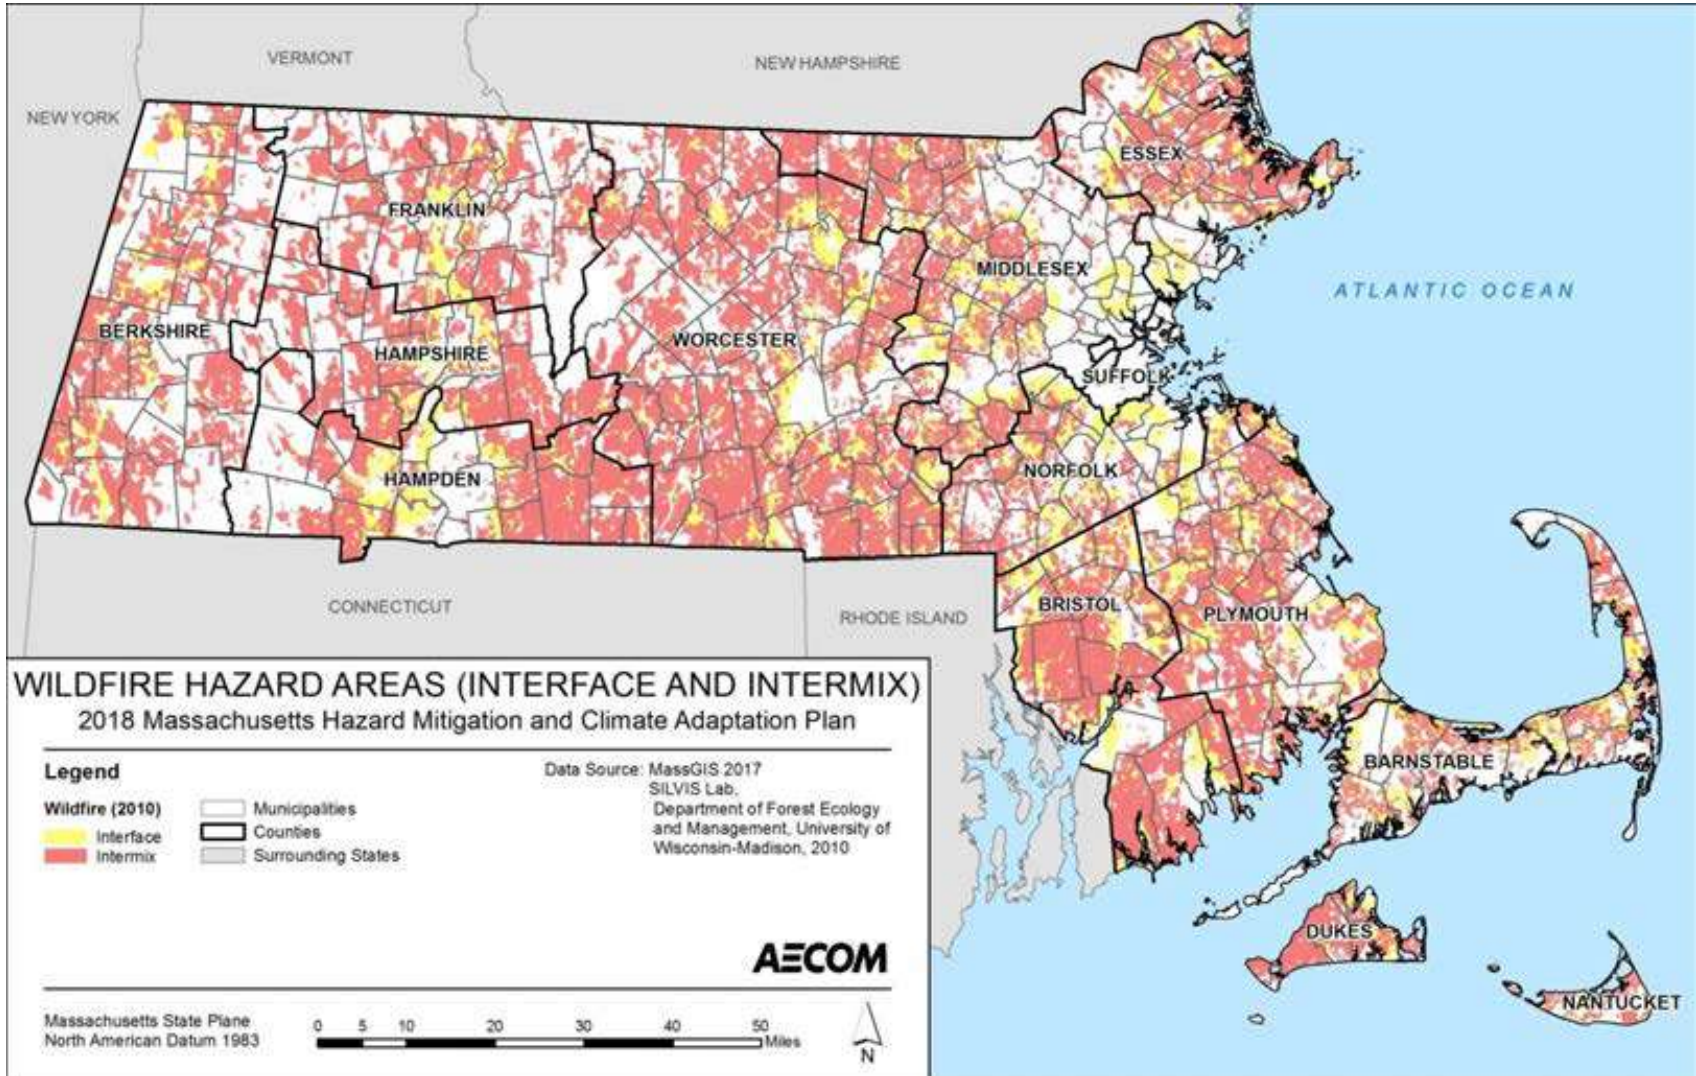 VERMONT
NEW HAMPSHIRE
NEW YORK
ESSEX
FRANKLIN
MIDDLESEX
ATLANTIC OCEAN
BERKSHIRE
HAMPSHIRE
WORCESTER
SUFFOLK
NORFOLK
HAMPDEN
CONNECTICUT
RHODE ISLAND
BRISTOL
PLYMOUTH
BARNSTABLE
DUKES
NANTUCKET
WILDFIRE HAZARD AREAS (INTERFACE AND INTERMIX)
2018 Massachusetts Hazard Mitigation and Climate Adaptation Plan
Legend
Wildfire (2010)
Interface
Intermix
Municipalities
Counties
Surrounding States
Data Source: MassGIS 2017
SILVIS Lab,
Department of Forest Ecology
and Management, University of
Wisconsin-Madison, 2010
AECOM
Massachusetts State Plane
North American Datum 1983
0 5 10 20 30 40 50
Miles
N